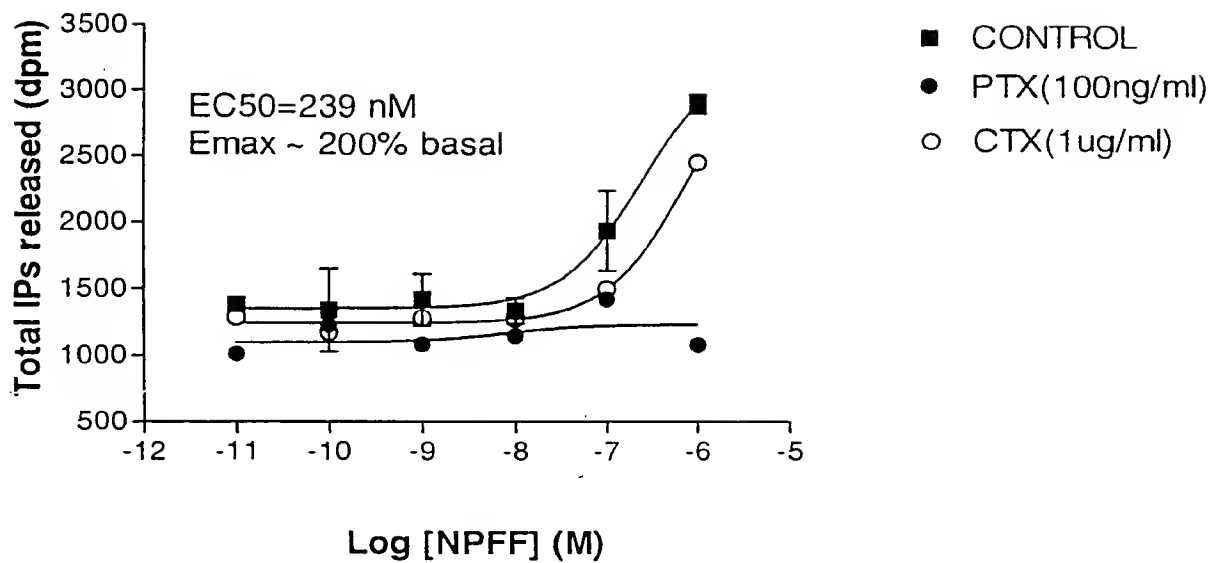 3500
3000
2500
2000
1500
1000
500
Total IPs released (dpm)
EC50=239 nM
Emax ~ 200% basal
CONTROL
PTX(100ng/ml)
CTX(1ug/ml)
-12 -11 -10 -9 -8 -7 -6 -5
Log [NPFF] (M)